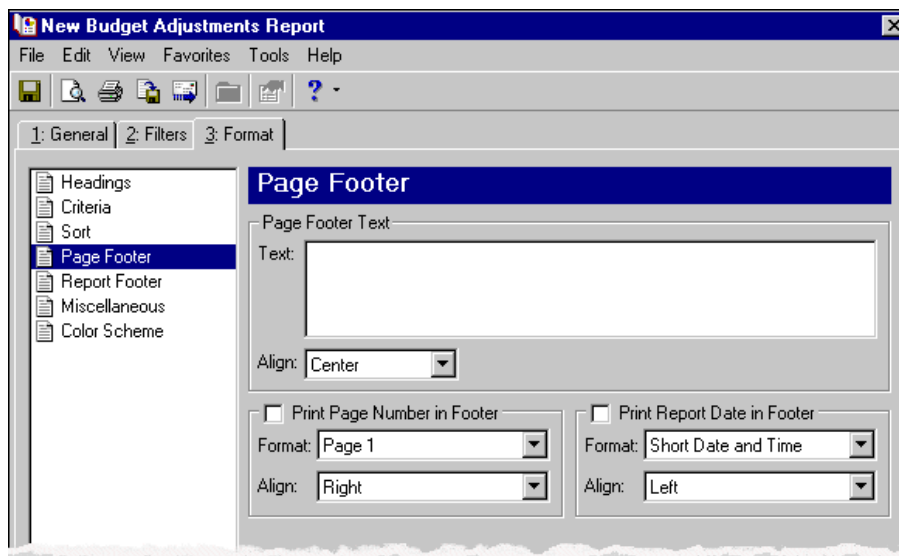 New Budget Adjustments Report
File Edit View Favorites Tools Help
1: General 2: Filters 3: Format
Headings
Criteria
Sort
Page Footer
Report Footer
Miscellaneous
Color Scheme
Page Footer
Page Footer Text
Text:
Align: Center
Print Page Number in Footer
Format: Page 1
Align: Right
Print Report Date in Footer
Format: Short Date and Time
Align: Left